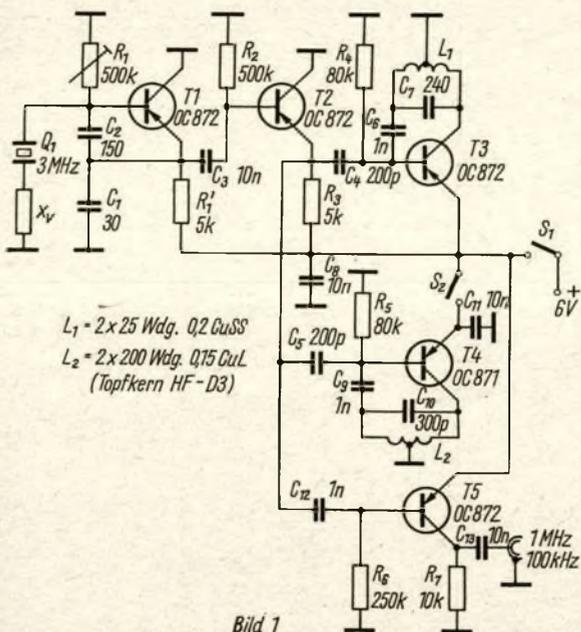 R₁
500k
T1
OC872
Q₁
3MHz
C₂
150
Xᵥ
C₁
30
R₁'
5k
C₃ 10n
R₂
500k
T2
OC872
R₃
5k
C₈
10n
R₄
80k
L₁
C₇ 240
C₆
1n
C₄
200p
T3
OC872
S₁
6V +
S₂
C₁₁ 10n
L₁ = 2x25 Wdg. 0,2 CuSS
L₂ = 2x200 Wdg. 0,15 CuL
(Topfkern HF-D3)
R₅
80k
C₅ 200p
C₉
1n
T4
OC871
C₁₀
300p
L₂
C₁₂ 1n
T5
OC872
C₁₃ 10n
1MHz
100kHz
R₆
250k
R₇
10k
Bild 1